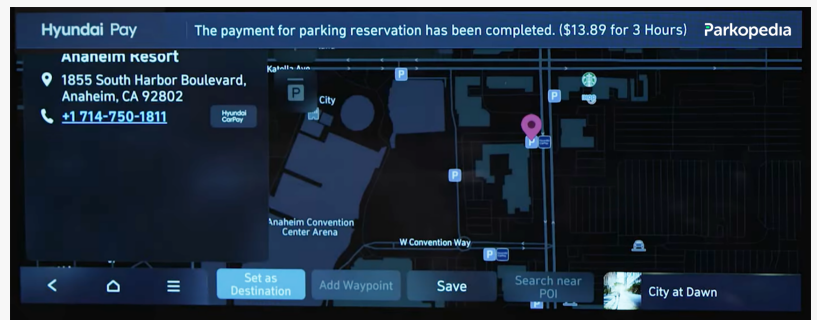 Hyundai Pay
The payment for parking reservation has been completed. ($13.89 for 3 Hours)
Parkopedia
Anaheim Resort
1855 South Harbor Boulevard,
Anaheim, CA 92802
+1 714-750-1811
Hyundai
CarPay
Katella Ave
P
P
City
P
P
P
Anaheim Convention
Center Arena
W Convention Way
P
Set as
Destination
Add Waypoint
Save
Search near
POI
P
City at Dawn